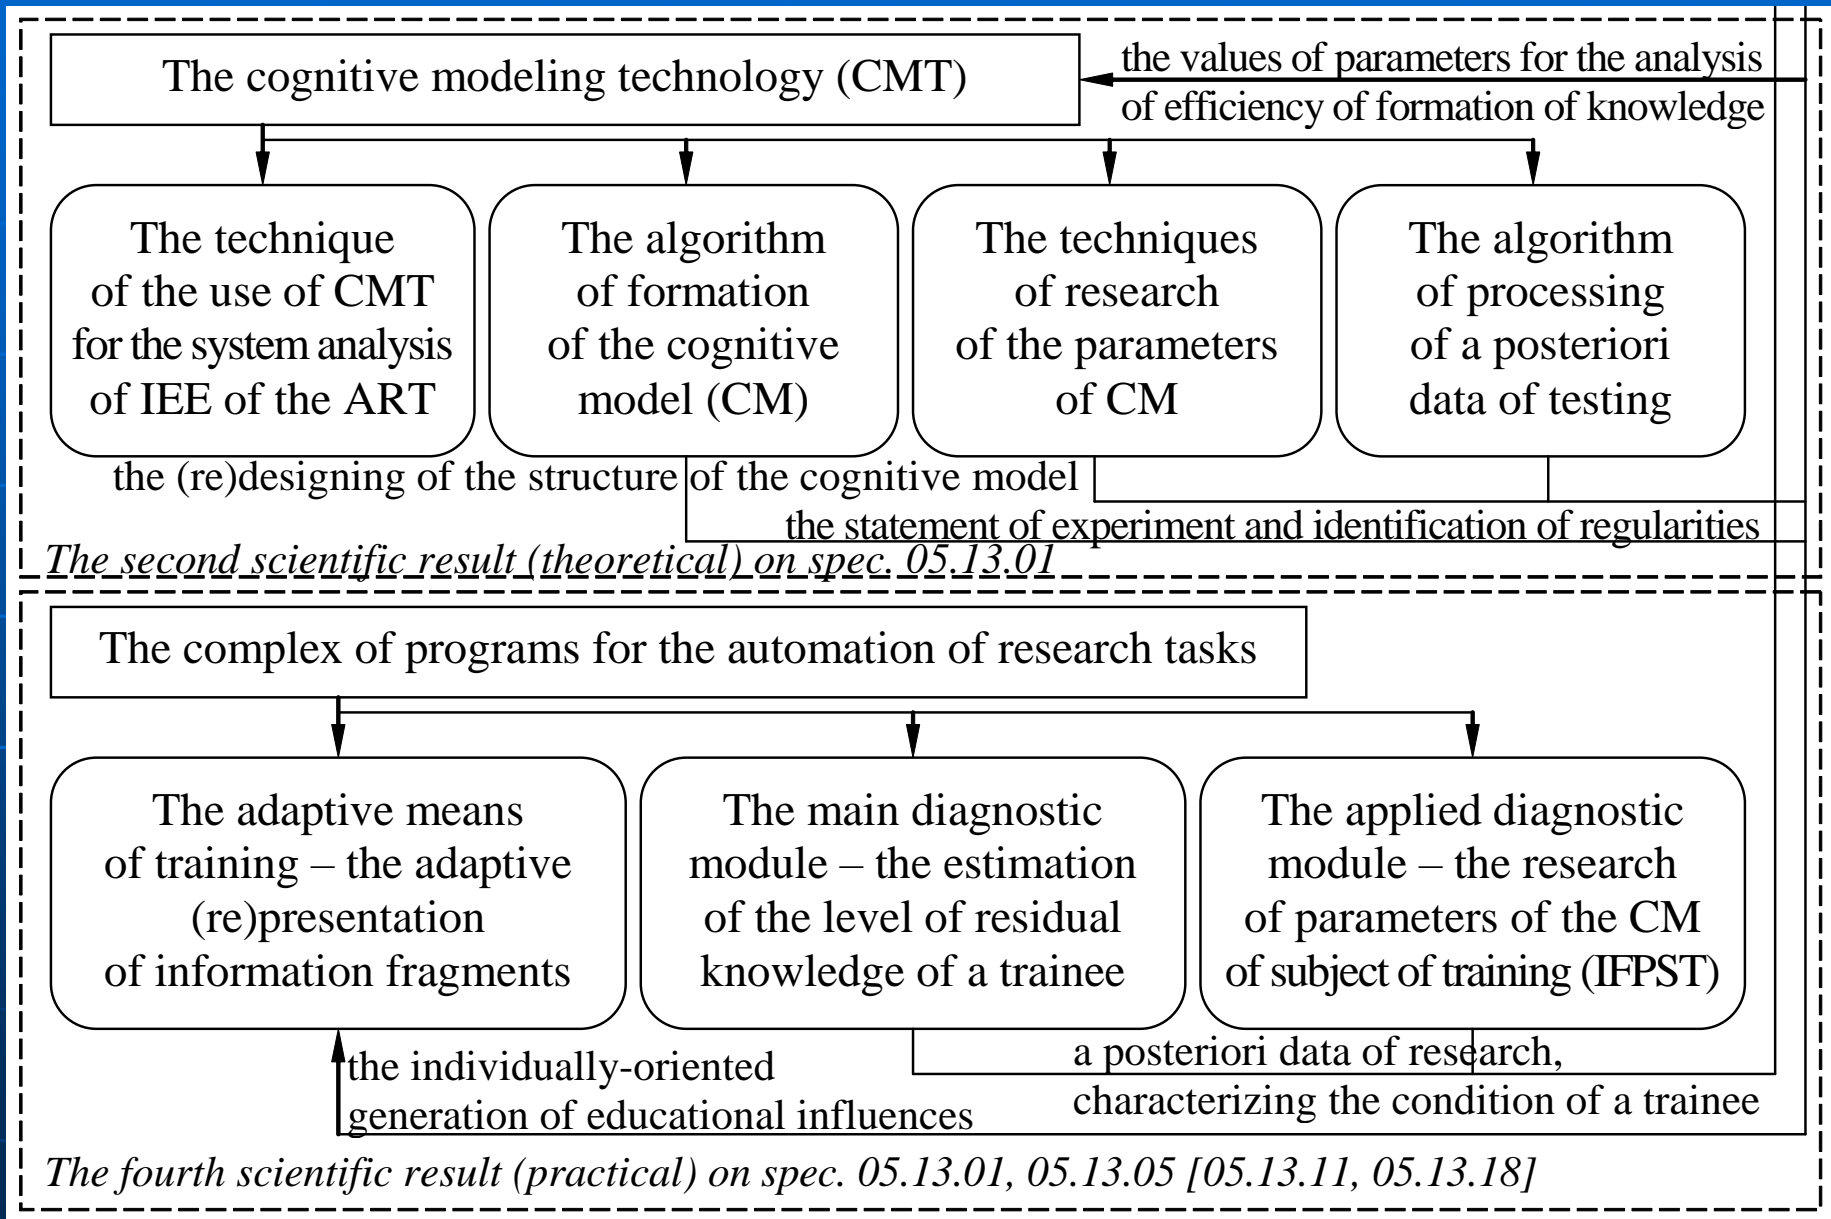 The cognitive modeling technology (CMT)
the values of parameters for the analysis
of efficiency of formation of knowledge
The technique
of the use of CMT
for the system analysis
of IEE of the ART
The algorithm
of formation
of the cognitive
model (CM)
The techniques
of research
of the parameters
of CM
The algorithm
of processing
of a posteriori
data of testing
the (re)designing of the structure of the cognitive model
the statement of experiment and identification of regularities
The second scientific result (theoretical) on spec. 05.13.01
The complex of programs for the automation of research tasks
The adaptive means
of training – the adaptive
(re)presentation
of information fragments
The main diagnostic
module – the estimation
of the level of residual
knowledge of a trainee
The applied diagnostic
module – the research
of parameters of the CM
of subject of training (IFPST)
the individually-oriented
generation of educational influences
a posteriori data of research,
characterizing the condition of a trainee
The fourth scientific result (practical) on spec. 05.13.01, 05.13.05 [05.13.11, 05.13.18]